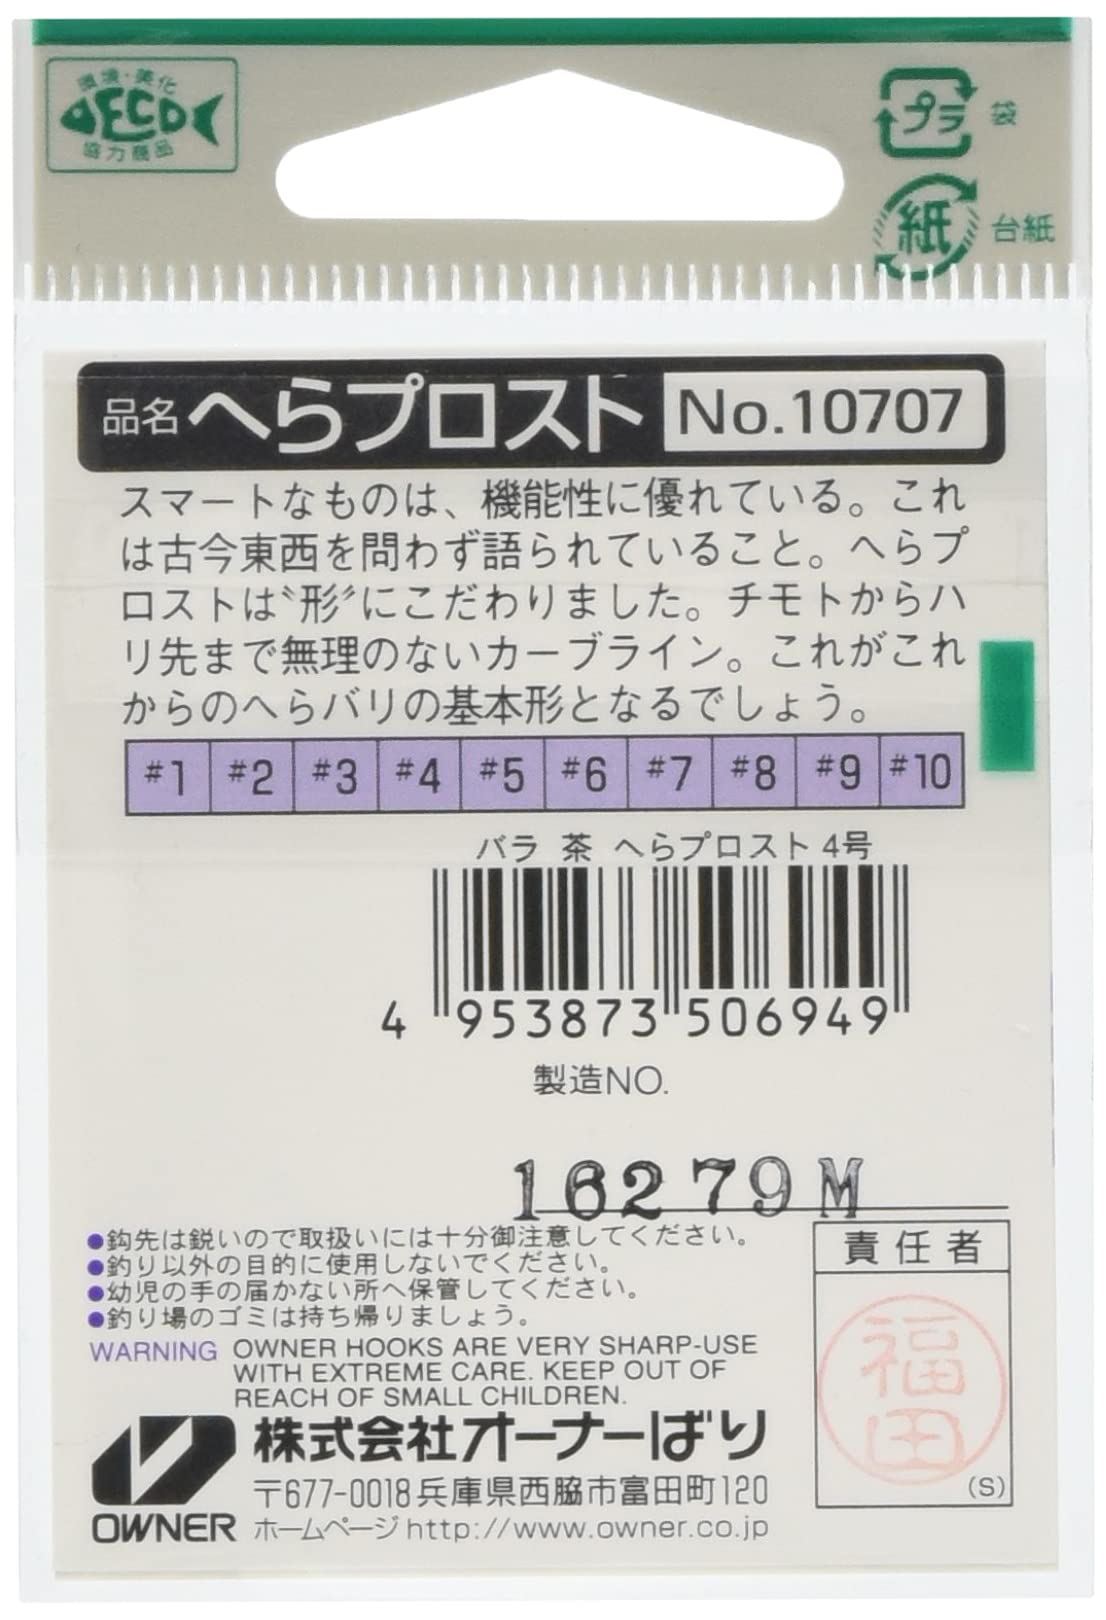 環境・美化
ECO
協力商品
プラ 袋
紙 台紙
品名 へらプロスト No.10707
スマートなものは、機能性に優れている。これ
は古今東西を問わず語られていること。へらプ
ロストは〝形〞にこだわりました。チモトからハ
リ先まで無理のないカーブライン。これがこれ
からのへらバリの基本形となるでしょう。
#1 #2 #3 #4 #5 #6 #7 #8 #9 #10
バラ 茶 へらプロスト 4号
4 953873 506949
製造NO.
16279M
●鈎先は鋭いので取扱いには十分御注意してください。
●釣り以外の目的に使用しないでください。
●幼児の手の届かない所へ保管してください。
●釣り場のゴミは持ち帰りましょう。
WARNING OWNER HOOKS ARE VERY SHARP-USE
WITH EXTREME CARE. KEEP OUT OF
REACH OF SMALL CHILDREN.
責任者
福田
(S)
株式会社オーナーばり
〒677-0018兵庫県西脇市富田町120
OWNER ホームページhttp://www.owner.co.jp